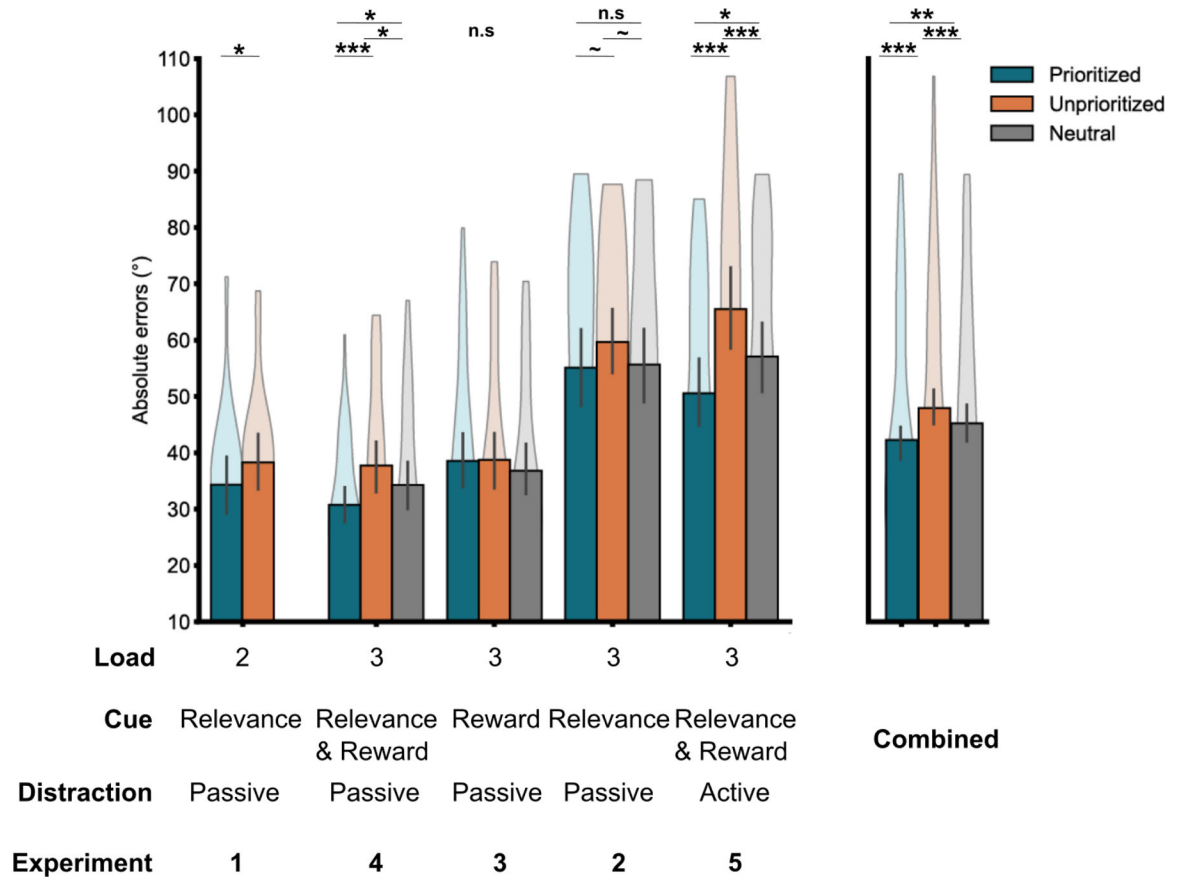 n.s
* ** *
* n.s ~ *** ***
* *** ~ *** ***
110
100
90
80
70
60
50
40
30
20
10
Absolute errors (°)
Prioritized
Unprioritized
Neutral
Load 2 3 3 3 3
Cue Relevance Relevance Reward Relevance Relevance
& Reward & Reward
Combined
Distraction Passive Passive Passive Passive Active
Experiment 1 4 3 2 5